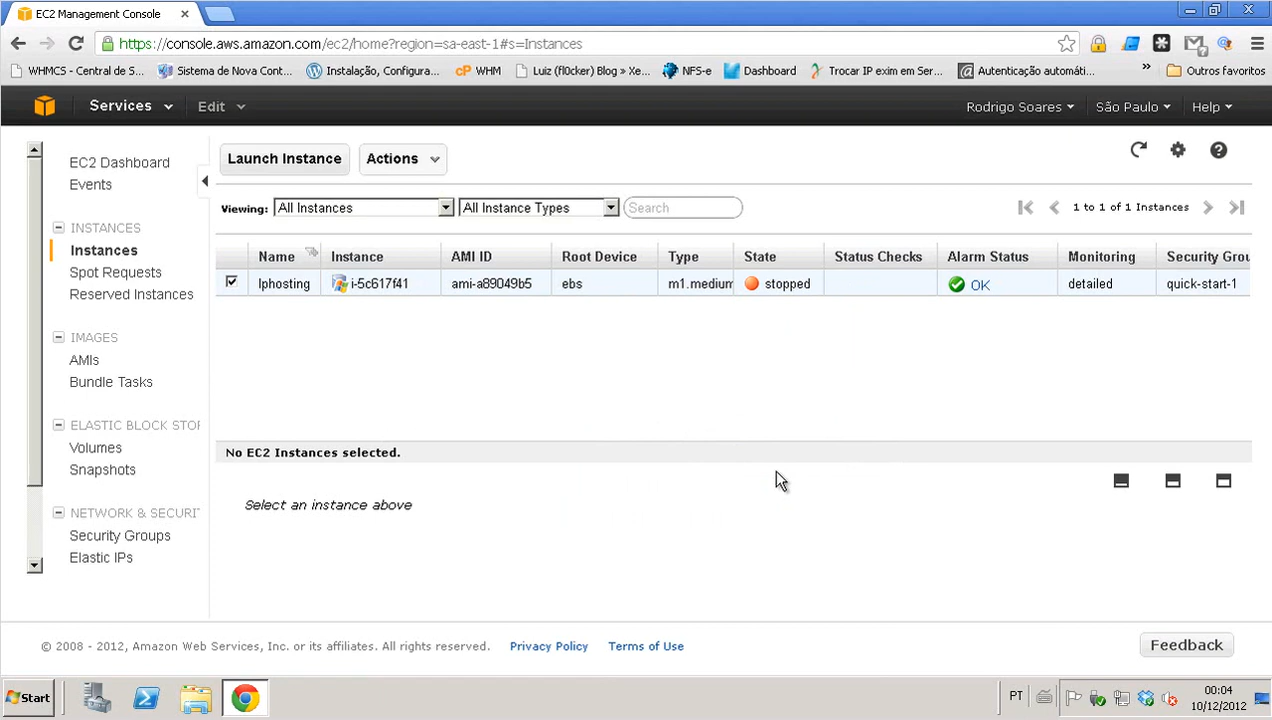 EC2 Management Console
https://console.aws.amazon.com/ec2/home?region=sa-east-1#s=Instances
WHMCS - Central de S... Sistema de Nova Cont... Instalação, Configura... cP WHM Luiz (fl0cker) Blog » Xe... NFS-e Dashboard Trocar IP exim em Ser... Autenticação automáti... » Outros favoritos
Services Edit Rodrigo Soares São Paulo Help
Launch Instance Actions
EC2 Dashboard
Events
Viewing: All Instances All Instance Types Search 1 to 1 of 1 Instances
INSTANCES
Instances
Spot Requests
Reserved Instances
IMAGES
AMIs
Bundle Tasks
ELASTIC BLOCK STOR
Volumes
Snapshots
NETWORK & SECURIT
Security Groups
Elastic IPs
Name Instance AMI ID Root Device Type State Status Checks Alarm Status Monitoring Security Grou
lphosting i-5c617f41 ami-a89049b5 ebs m1.medium stopped OK detailed quick-start-1
No EC2 Instances selected.
Select an instance above
© 2008 - 2012, Amazon Web Services, Inc. or its affiliates. All rights reserved. Privacy Policy Terms of Use Feedback
Start PT 00:04
10/12/2012